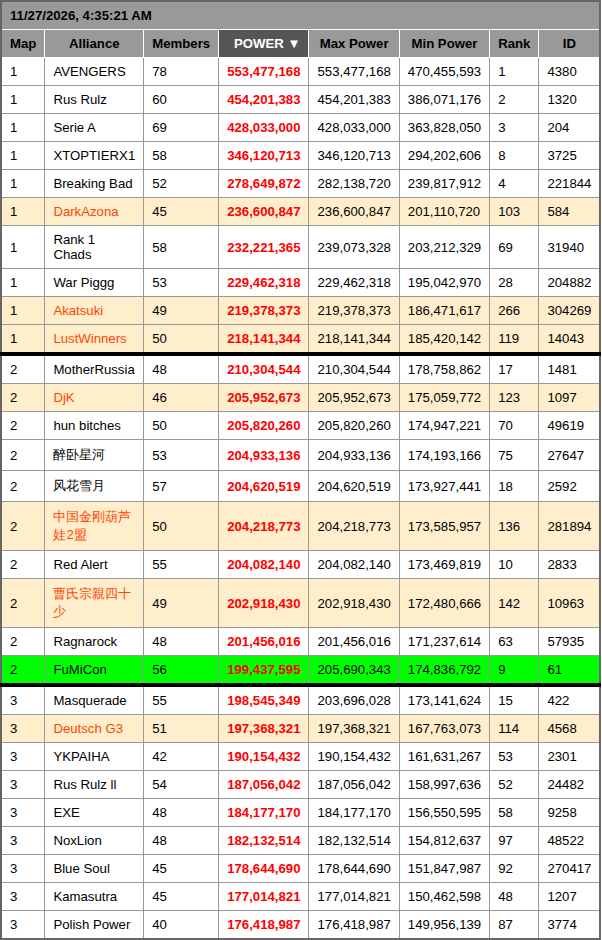 11/27/2026, 4:35:21 AM
Map Alliance Members POWER ▼ Max Power Min Power Rank ID
1 AVENGERS 78 553,477,168 553,477,168 470,455,593 1 4380
1 Rus Rulz 60 454,201,383 454,201,383 386,071,176 2 1320
1 Serie A 69 428,033,000 428,033,000 363,828,050 3 204
1 XTOPTIERX1 58 346,120,713 346,120,713 294,202,606 8 3725
1 Breaking Bad 52 278,649,872 282,138,720 239,817,912 4 221844
1 DarkAzona 45 236,600,847 236,600,847 201,110,720 103 584
1 Rank 1
Chads 58 232,221,365 239,073,328 203,212,329 69 31940
1 War Piggg 53 229,462,318 229,462,318 195,042,970 28 204882
1 Akatsuki 49 219,378,373 219,378,373 186,471,617 266 304269
1 LustWinners 50 218,141,344 218,141,344 185,420,142 119 14043
2 MotherRussia 48 210,304,544 210,304,544 178,758,862 17 1481
2 DjK 46 205,952,673 205,952,673 175,059,772 123 1097
2 hun bitches 50 205,820,260 205,820,260 174,947,221 70 49619
2 醉卧星河 53 204,933,136 204,933,136 174,193,166 75 27647
2 风花雪月 57 204,620,519 204,620,519 173,927,441 18 2592
2 中国金刚葫芦
娃2盟 50 204,218,773 204,218,773 173,585,957 136 281894
2 Red Alert 55 204,082,140 204,082,140 173,469,819 10 2833
2 曹氏宗親四十
少 49 202,918,430 202,918,430 172,480,666 142 10963
2 Ragnarock 48 201,456,016 201,456,016 171,237,614 63 57935
2 FuMiCon 56 199,437,595 205,690,343 174,836,792 9 61
3 Masquerade 55 198,545,349 203,696,028 173,141,624 15 422
3 Deutsch G3 51 197,368,321 197,368,321 167,763,073 114 4568
3 YKPAIHA 42 190,154,432 190,154,432 161,631,267 53 2301
3 Rus Rulz ll 54 187,056,042 187,056,042 158,997,636 52 24482
3 EXE 48 184,177,170 184,177,170 156,550,595 58 9258
3 NoxLion 48 182,132,514 182,132,514 154,812,637 97 48522
3 Blue Soul 45 178,644,690 178,644,690 151,847,987 92 270417
3 Kamasutra 45 177,014,821 177,014,821 150,462,598 48 1207
3 Polish Power 40 176,418,987 176,418,987 149,956,139 87 3774